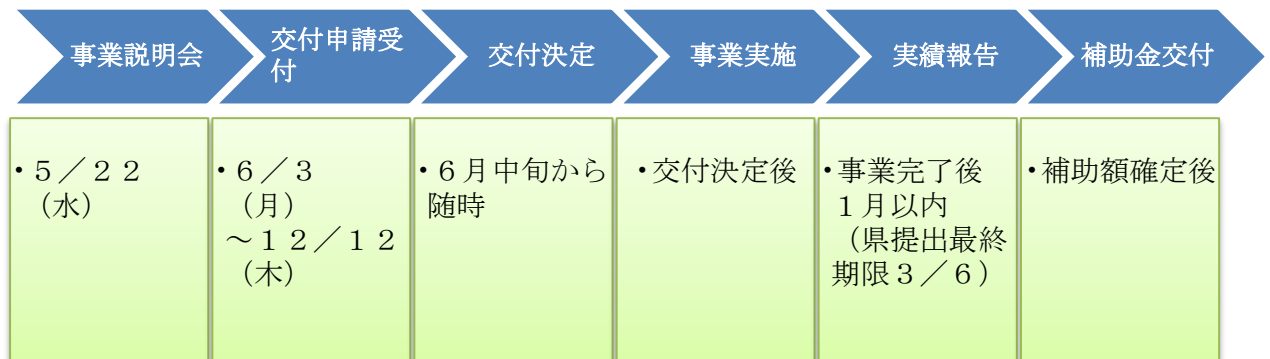 事業説明会
交付申請受
付
交付決定
事業実施
実績報告
補助金交付
・５／２２
（水）
・６／３
（月）
～１２／１２
（木）
・６月中旬から
随時
・交付決定後
・事業完了後
１月以内
（県提出最終
期限３／６）
・補助額確定後